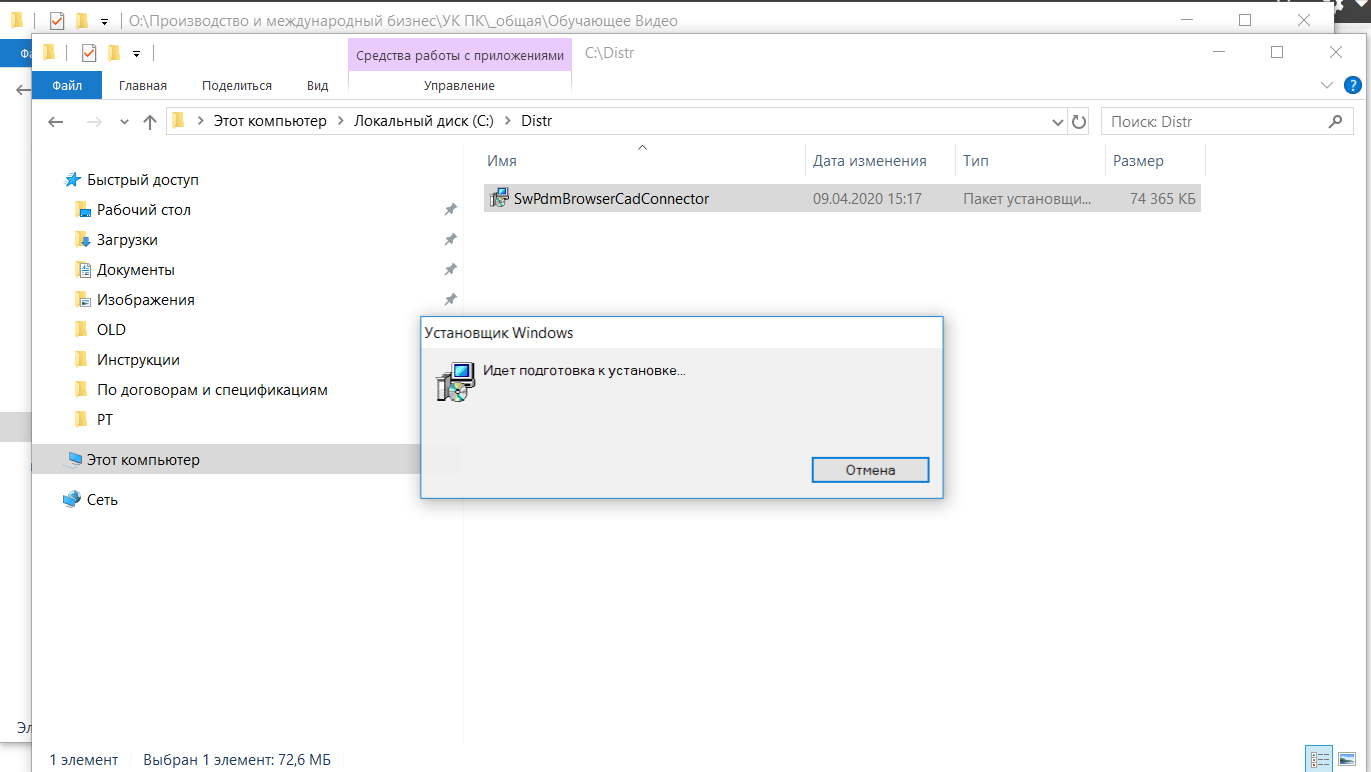 O:\Производство и международный бизнес\УК ПК\_общая\Обучающее Видео
Средства работы с приложениями
C:\Distr
Файл
Главная
Поделиться
Вид
Управление
Этот компьютер
Локальный диск (C:)
Distr
Поиск: Distr
Имя
Дата изменения
Тип
Размер
SwPdmBrowserCadConnector
09.04.2020 15:17
Пакет установщи...
74 365 КБ
Быстрый доступ
Рабочий стол
Загрузки
Документы
Изображения
OLD
Инструкции
По договорам и спецификациям
PT
Этот компьютер
Сеть
Установщик Windows
Идет подготовка к установке...
Отмена
1 элемент
Выбран 1 элемент: 72,6 МБ